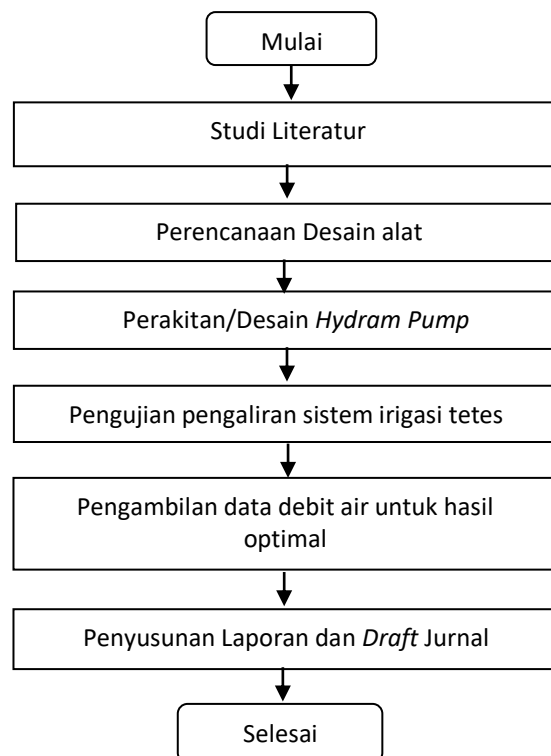 Mulai
Studi Literatur
Perencanaan Desain alat
Perakitan/Desain Hydram Pump
Pengujian pengaliran sistem irigasi tetes
Pengambilan data debit air untuk hasil
optimal
Penyusunan Laporan dan Draft Jurnal
Selesai